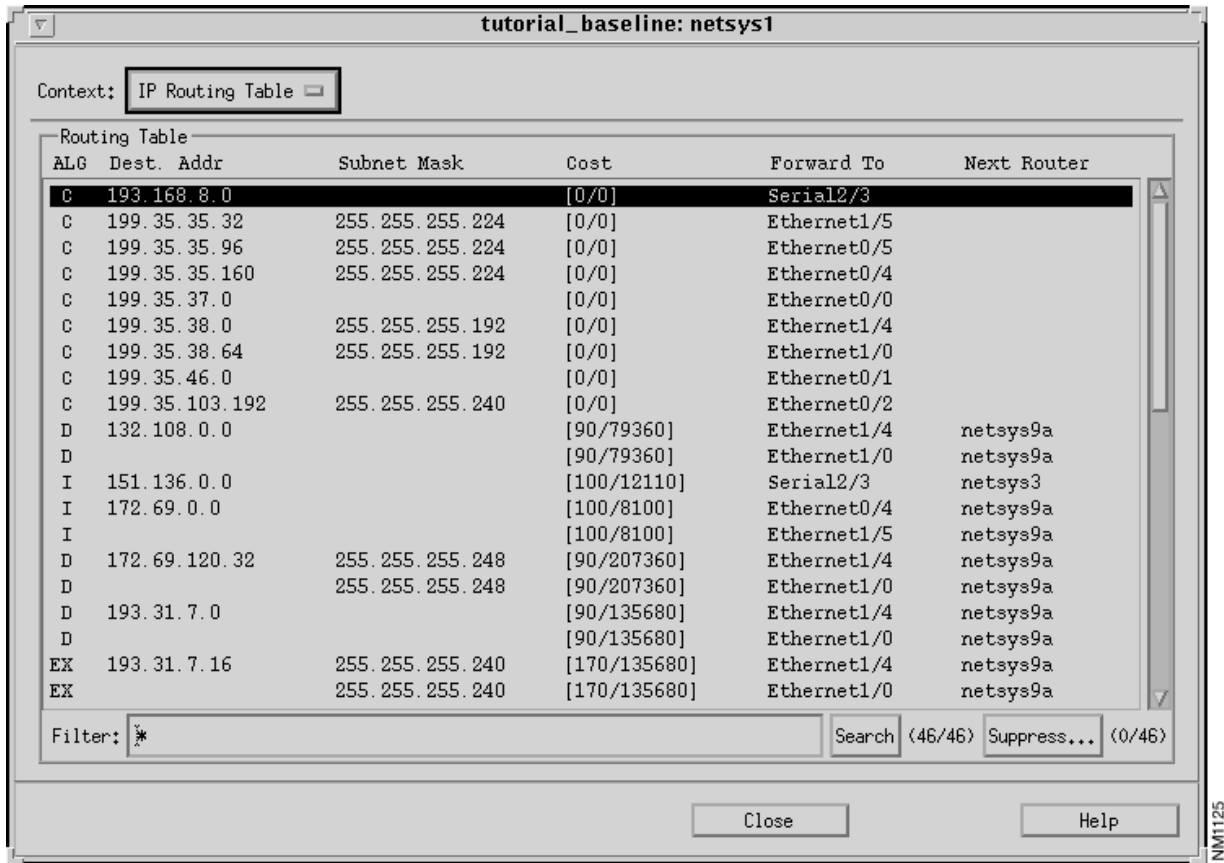 tutorial_baseline: netsys1
Context: IP Routing Table
Routing Table
ALG Dest. Addr Subnet Mask Cost Forward To Next Router
C 193.168.8.0 [0/0] Serial2/3
C 199.35.35.32 255.255.255.224 [0/0] Ethernet1/5
C 199.35.35.96 255.255.255.224 [0/0] Ethernet0/5
C 199.35.35.160 255.255.255.224 [0/0] Ethernet0/4
C 199.35.37.0 [0/0] Ethernet0/0
C 199.35.38.0 255.255.255.192 [0/0] Ethernet1/4
C 199.35.38.64 255.255.255.192 [0/0] Ethernet1/0
C 199.35.46.0 [0/0] Ethernet0/1
C 199.35.103.192 255.255.255.240 [0/0] Ethernet0/2
D 132.108.0.0 [90/79360] Ethernet1/4 netsys9a
D [90/79360] Ethernet1/0 netsys9a
I 151.136.0.0 [100/12110] Serial2/3 netsys3
I 172.69.0.0 [100/8100] Ethernet0/4 netsys9a
I [100/8100] Ethernet1/5 netsys9a
D 172.69.120.32 255.255.255.248 [90/207360] Ethernet1/4 netsys9a
D 255.255.255.248 [90/207360] Ethernet1/0 netsys9a
D 193.31.7.0 [90/135680] Ethernet1/4 netsys9a
D [90/135680] Ethernet1/0 netsys9a
EX 193.31.7.16 255.255.255.240 [170/135680] Ethernet1/4 netsys9a
EX 255.255.255.240 [170/135680] Ethernet1/0 netsys9a
Filter: * Search (46/46) Suppress... (0/46)
Close Help
NM1125